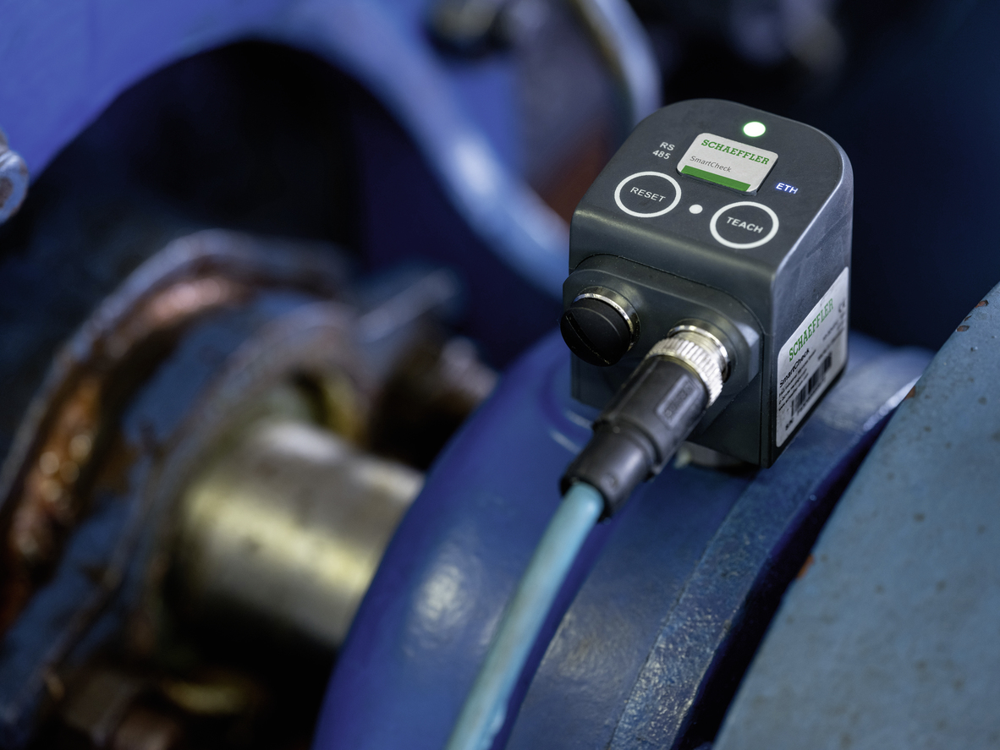 RS
485
SCHAEFFLER
SmartCheck
ETH
RESET
TEACH
SCHAEFFLER
SmartCheck